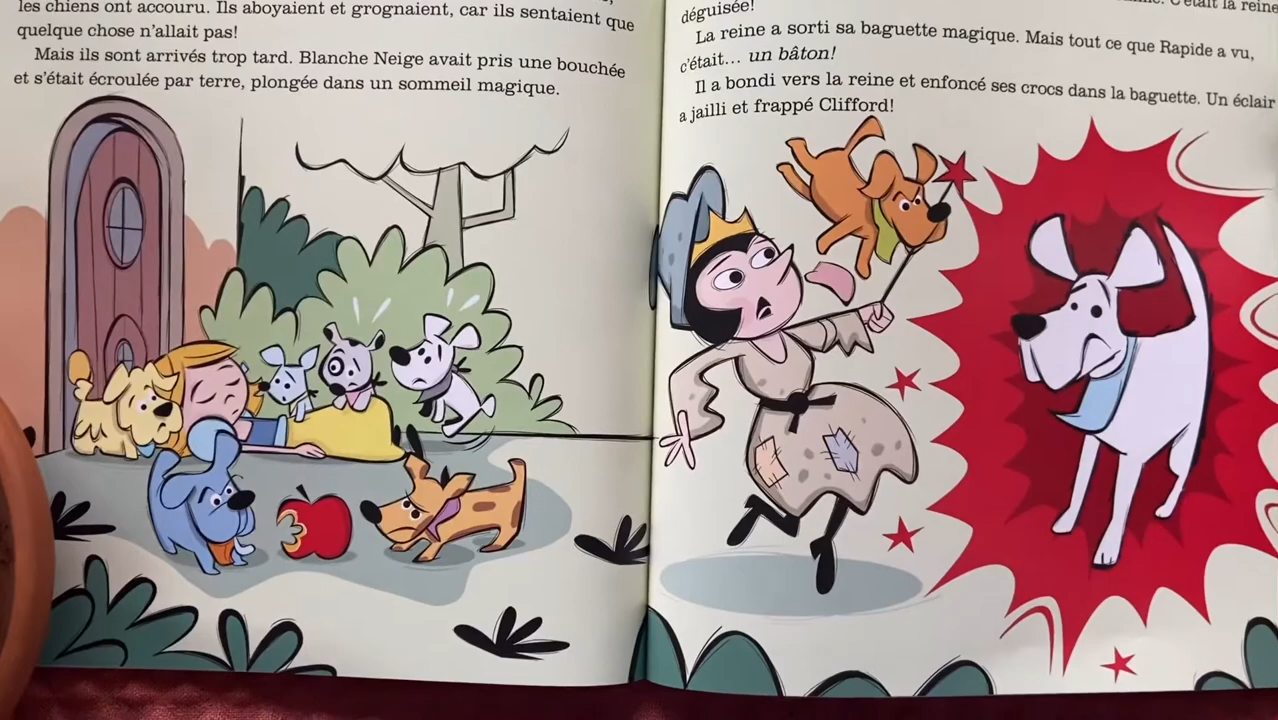 les chiens ont accouru. Ils aboyaient et grognaient, car ils sentaient que
quelque chose n'allait pas!
Mais ils sont arrivés trop tard. Blanche Neige avait pris une bouchée
et s'était écroulée par terre, plongée dans un sommeil magique.
C'était la reine
déguisée!
La reine a sorti sa baguette magique. Mais tout ce que Rapide a vu,
c'était... un bâton!
Il a bondi vers la reine et enfoncé ses crocs dans la baguette. Un éclair
a jailli et frappé Clifford!